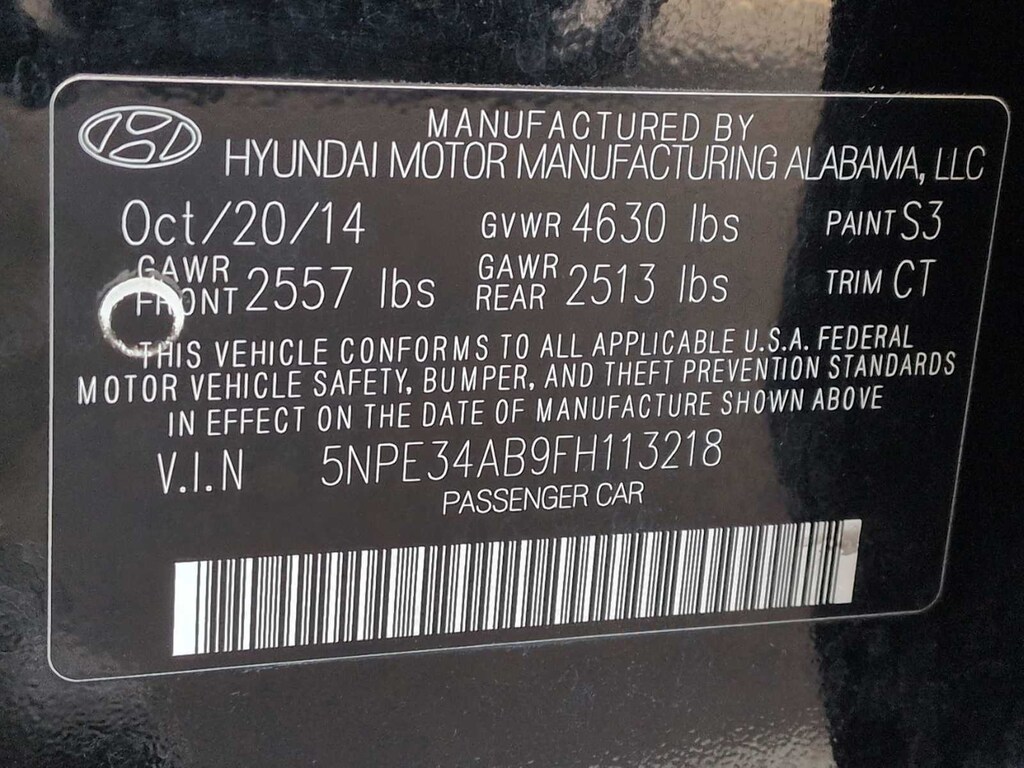 MANUFACTURED BY
HYUNDAI MOTOR MANUFACTURING ALABAMA, LLC
Oct/20/14 GVWR 4630 lbs PAINT S3
GAWR FRONT 2557 lbs GAWR REAR 2513 lbs TRIM CT
THIS VEHICLE CONFORMS TO ALL APPLICABLE U.S.A. FEDERAL
MOTOR VEHICLE SAFETY, BUMPER, AND THEFT PREVENTION STANDARDS
IN EFFECT ON THE DATE OF MANUFACTURE SHOWN ABOVE
V.I.N 5NPE34AB9FH113218
PASSENGER CAR